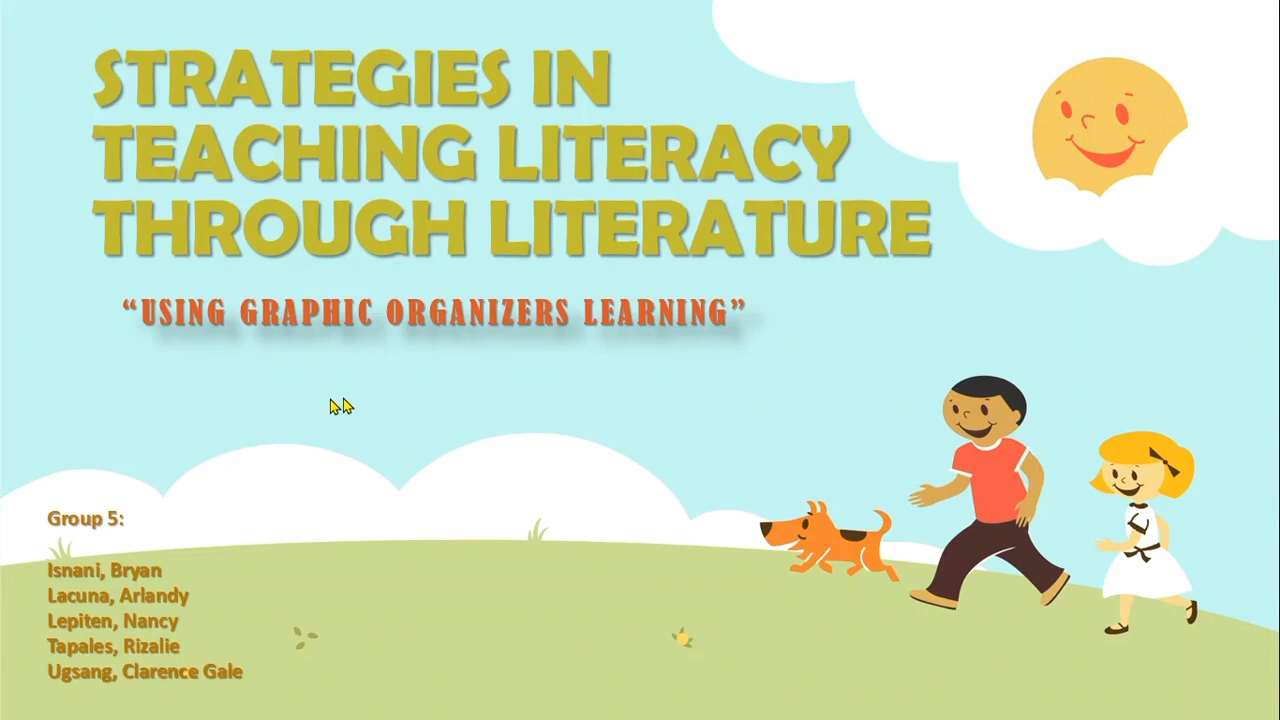 STRATEGIES IN
TEACHING LITERACY
THROUGH LITERATURE
“USING GRAPHIC ORGANIZERS LEARNING”
Group 5:
Isnani, Bryan
Lacuna, Arlandy
Lepiten, Nancy
Tapales, Rizalie
Ugsang, Clarence Gale